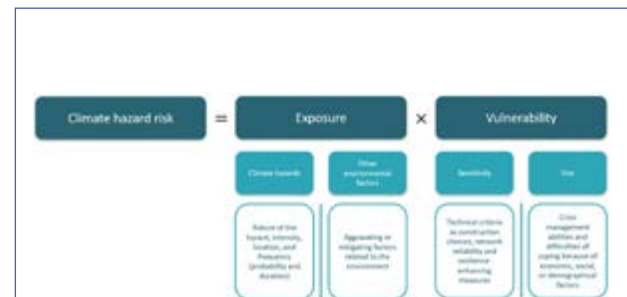 Climate hazard risk = Exposure × Vulnerability
Climate hazards
Other
environmental
factors
Sensitivity
Use
Nature of the
hazard, intensity,
location, and
frequency
(probability and
duration)
Aggravating or
mitigating factors
related to the
environment
Technical criteria
as construction
choices, network
reliability and
resilience
enhancing
measures
Crisis
management
abilities and
difficulties of
coping because of
economic, social,
or demographical
factors